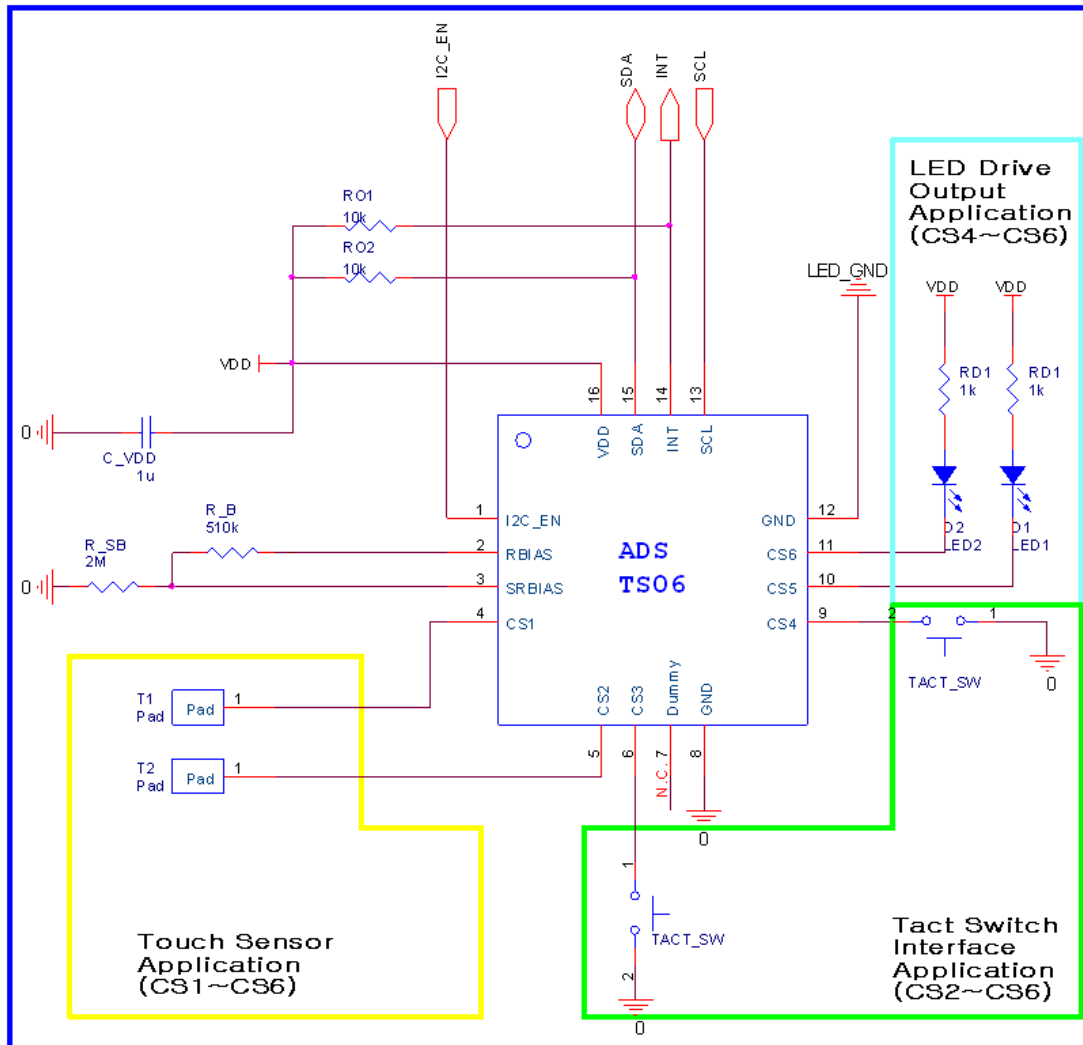 I2C_EN
SDA
INT
SCL
LED Drive
Output
Application
(CS4~CS6)
RO1
10k
RO2
10k
LED_GND
VDD
VDD
VDD
RD1
1k
RD1
1k
16
15
14
13
VDD
SDA
INT
SCL
0
C_VDD
1u
R_B
510k
R_SB
2M
0
1
I2C_EN
2
RBIAS
3
SRBIAS
4
CS1
ADS
TS06
GND
12
CS6
11
CS5
10
CS4
9
D2
LED2
D1
LED1
2
1
TACT_SW
0
CS2
CS3
Dummy
GND
5
6
7
8
N.C.
0
T1
Pad
Pad
1
T2
Pad
Pad
1
1
TACT_SW
2
0
Touch Sensor
Application
(CS1~CS6)
Tact Switch
Interface
Application
(CS2~CS6)